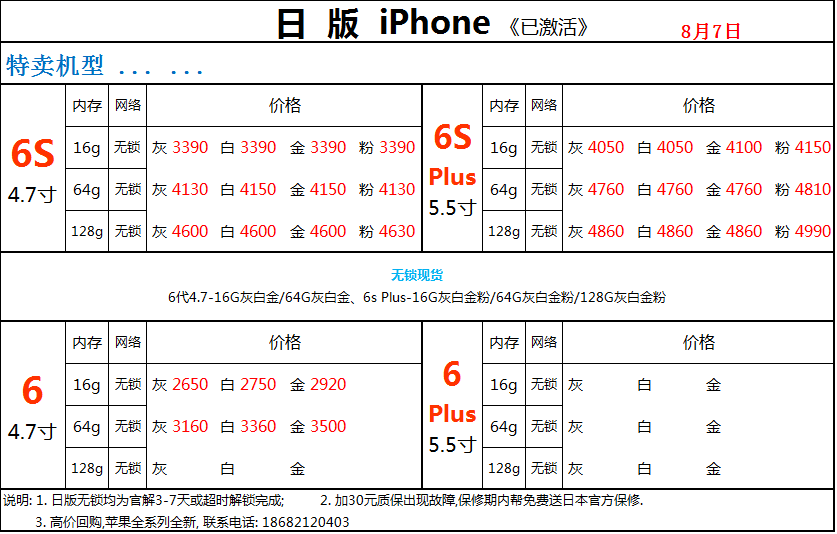 日 版 iPhone 《已激活》 8月7日
特卖机型 ... ...
内存 网络 价格 内存 网络 价格
6S 4.7寸 6S Plus 5.5寸
16g 无锁 灰 3390 白 3390 金 3390 粉 3390 16g 无锁 灰 4050 白 4050 金 4100 粉 4150
64g 无锁 灰 4130 白 4150 金 4150 粉 4130 64g 无锁 灰 4760 白 4760 金 4760 粉 4810
128g 无锁 灰 4600 白 4600 金 4600 粉 4630 128g 无锁 灰 4860 白 4860 金 4860 粉 4990
无锁现货
6代4.7-16G灰白金/64G灰白金、6s Plus-16G灰白金粉/64G灰白金粉/128G灰白金粉
内存 网络 价格 内存 网络 价格
6 4.7寸 6 Plus 5.5寸
16g 无锁 灰 2650 白 2750 金 2920 16g 无锁 灰 白 金
64g 无锁 灰 3160 白 3360 金 3500 64g 无锁 灰 白 金
128g 无锁 灰 白 金 128g 无锁 灰 白 金
说明: 1. 日版无锁均为官解3-7天或超时解锁完成; 2. 加30元质保出现故障,保修期内帮免费送日本官方保修.
3. 高价回购,苹果全系列全新, 联系电话: 18682120403